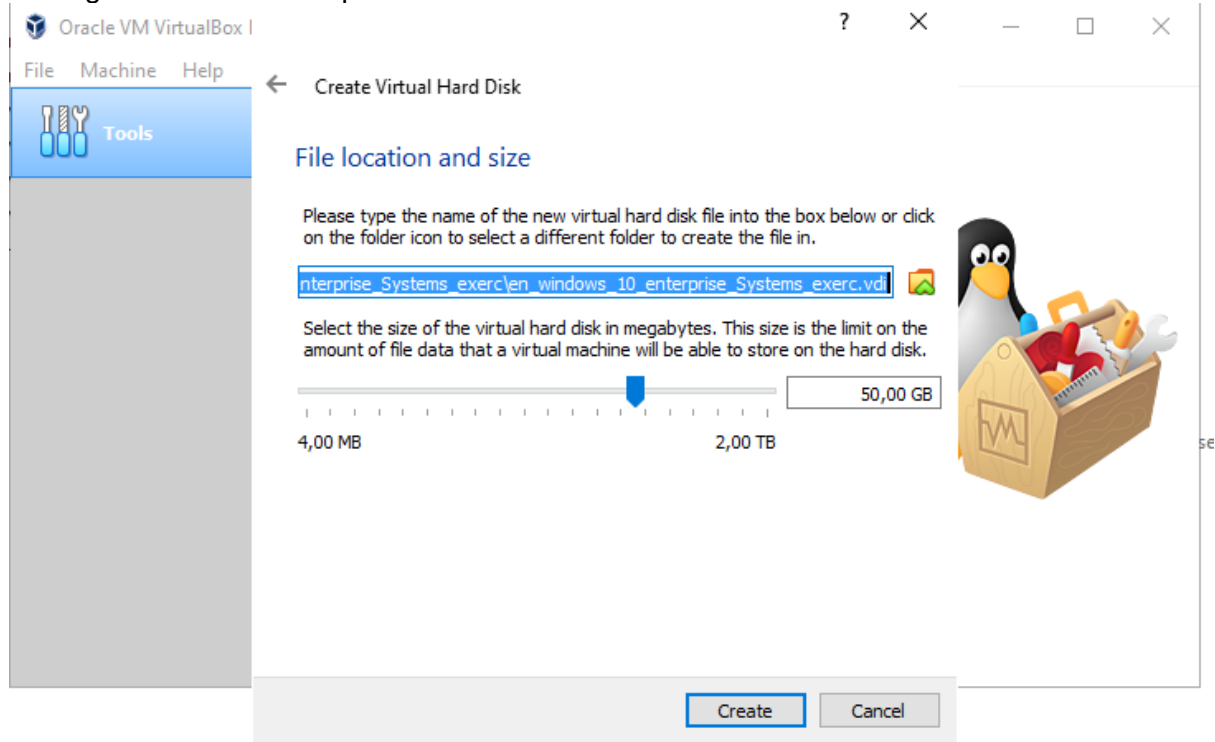 Oracle VM VirtualBox
? ×
File Machine Help
Create Virtual Hard Disk
Tools
File location and size
Please type the name of the new virtual hard disk file into the box below or click
on the folder icon to select a different folder to create the file in.
nterprise_Systems_exerc\en_windows_10_enterprise_Systems_exerc.vdi
Select the size of the virtual hard disk in megabytes. This size is the limit on the
amount of file data that a virtual machine will be able to store on the hard disk.
50,00 GB
4,00 MB 2,00 TB
se
Create Cancel